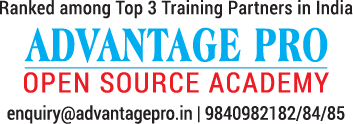 Ranked among Top 3 Training Partners in India
ADVANTAGE PRO
OPEN SOURCE ACADEMY
enquiry@advantagepro.in | 9840982182/84/85